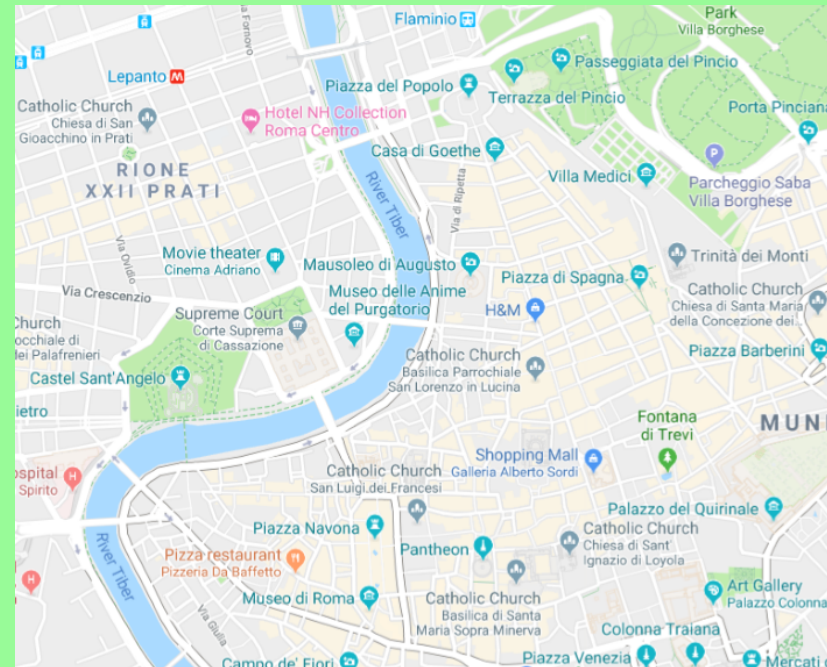 Flaminio
Park
Villa Borghese
Lepanto
Piazza del Popolo
Passeggiata del Pincio
Terrazza del Pincio
Catholic Church
Chiesa di San
Gioacchino in Prati
Hotel NH Collection
Roma Centro
Porta Pinciana
Casa di Goethe
RIONE
XXII PRATI
River Tiber
Via di Ripetta
Villa Medici
Parcheggio Saba
Villa Borghese
Via Ovidio
Movie theater
Cinema Adriano
Mausoleo di Augusto
Piazza di Spagna
Trinità dei Monti
Via Crescenzio
Museo delle Anime
del Purgatorio
H&M
Catholic Church
Chiesa di Santa Maria
della Concezione dei...
Supreme Court
Corte Suprema
di Cassazione
Church
occhiale di
dei Palafrenieri
Catholic Church
Basilica Parrochiale
San Lorenzo in Lucina
Piazza Barberini
Castel Sant'Angelo
ietro
Fontana
di Trevi
MUNI
Shopping Mall
Galleria Alberto Sordi
Catholic Church
San Luigi dei Francesi
ospital
Spirito
Palazzo del Quirinale
Piazza Navona
Pantheon
Catholic Church
Chiesa di Sant'
Ignazio di Loyola
River Tiber
Pizza restaurant
Pizzeria Da Baffetto
Museo di Roma
Via Giulia
Catholic Church
Basilica di Santa
Maria Sopra Minerva
Art Gallery
Palazzo Colonna
Colonna Traiana
Campo de' Fiori
Piazza Venezia
Mercati